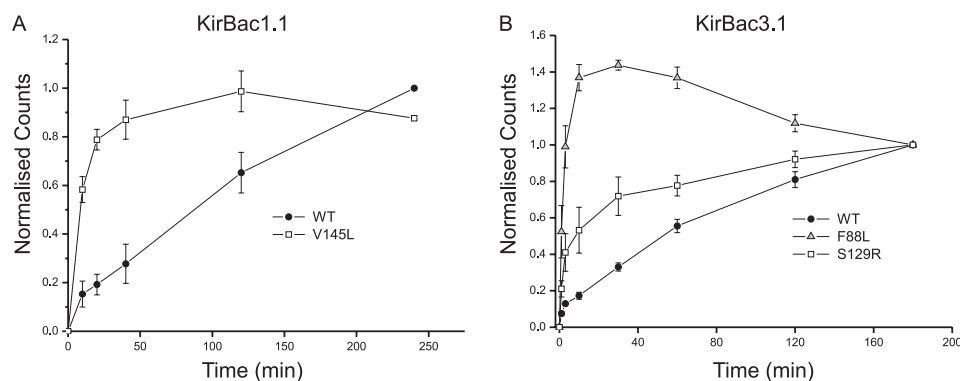 A
KirBac1.1
Normalised Counts
1.2
1.0
0.8
0.6
0.4
0.2
0.0
WT
V145L
0 50 100 150 200 250
Time (min)
B
KirBac3.1
Normalised Counts
1.6
1.4
1.2
1.0
0.8
0.6
0.4
0.2
0.0
WT
F88L
S129R
0 40 80 120 160 200
Time (min)